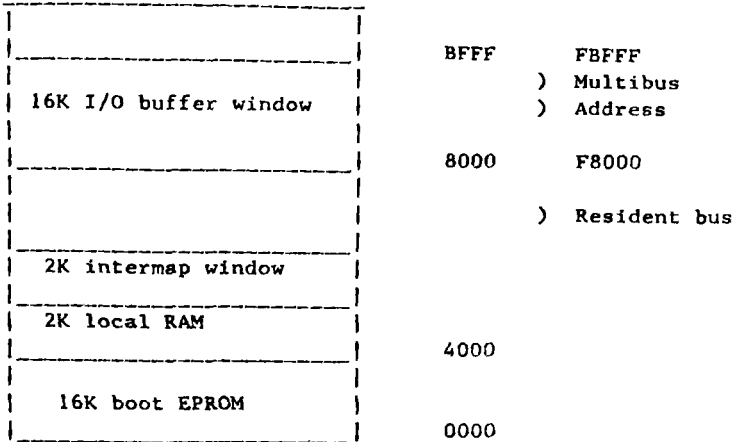 BFFF FBFFF
) Multibus
16K I/O buffer window ) Address
8000 F8000
) Resident bus
2K intermap window
2K local RAM
4000
16K boot EPROM
0000